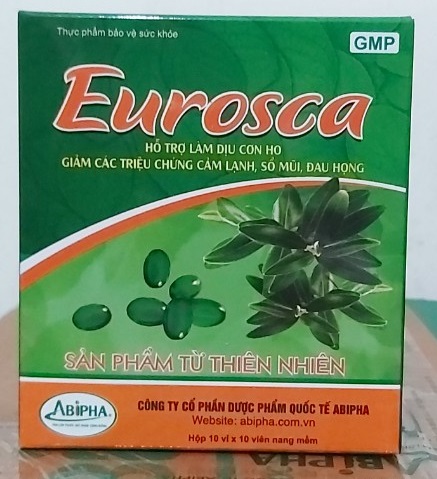 Thực phẩm bảo vệ sức khỏe
GMP
Eurosca
HỖ TRỢ LÀM DỊU CƠN HO
GIẢM CÁC TRIỆU CHỨNG CẢM LẠNH, SỔ MŨI, ĐAU HỌNG
SẢN PHẨM TỪ THIÊN NHIÊN
ABIPHA
CÔNG TY CỔ PHẦN DƯỢC PHẨM QUỐC TẾ ABIPHA
Website: abipha.com.vn
Hộp 10 vỉ x 10 viên nang mềm
ABIPHA